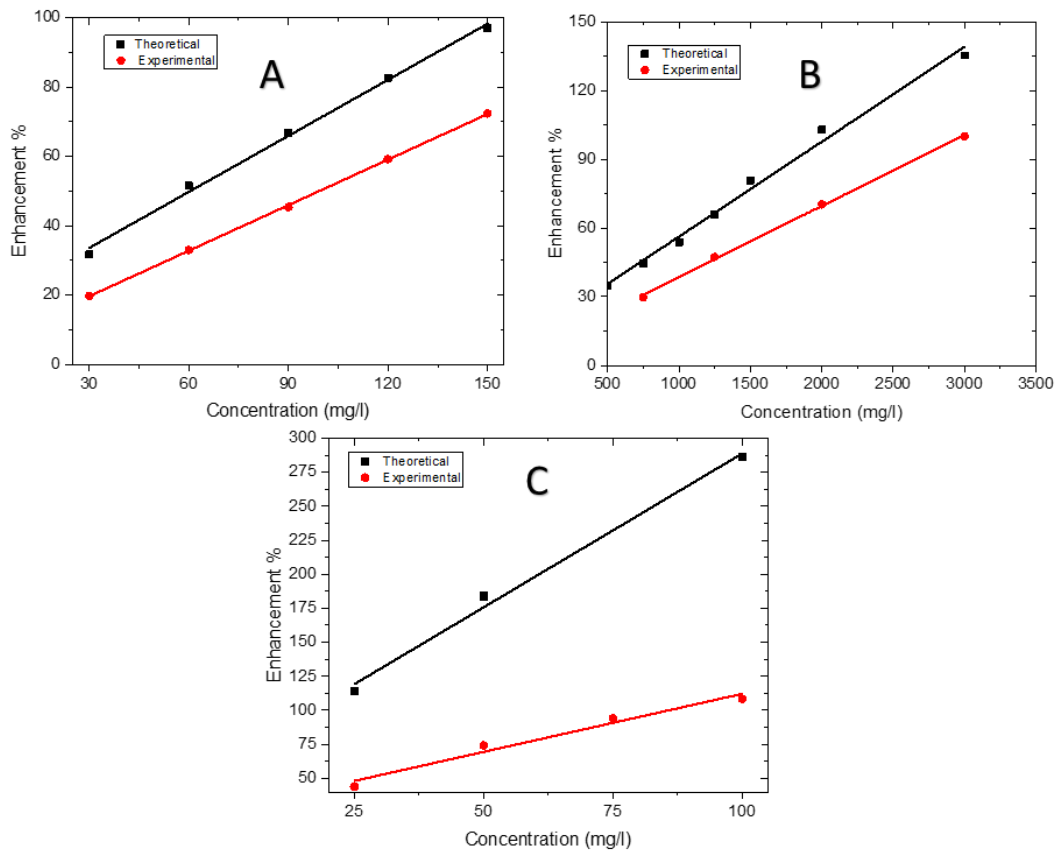 A
Theoretical
Experimental
Enhancement %
100
80
60
40
20
0
30 60 90 120 150
Concentration (mg/l)
B
Theoretical
Experimental
Enhancement %
150
120
90
60
30
0
500 1000 1500 2000 2500 3000 3500
Concentration (mg/l)
C
Theoretical
Experimental
Enhancement %
300
275
250
225
200
175
150
125
100
75
50
25 50 75 100
Concentration (mg/l)